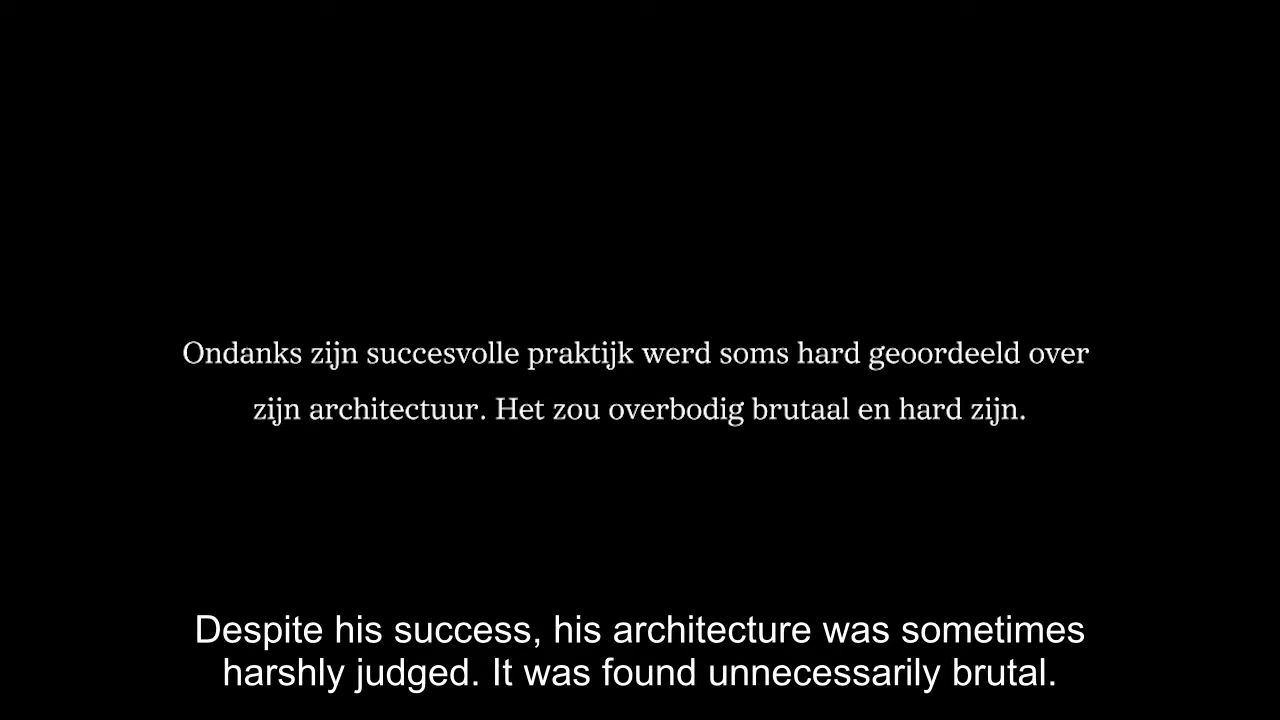 Ondanks zijn succesvolle praktijk werd soms hard geoordeeld over
zijn architectuur. Het zou overbodig brutaal en hard zijn.
Despite his success, his architecture was sometimes
harshly judged. It was found unnecessarily brutal.